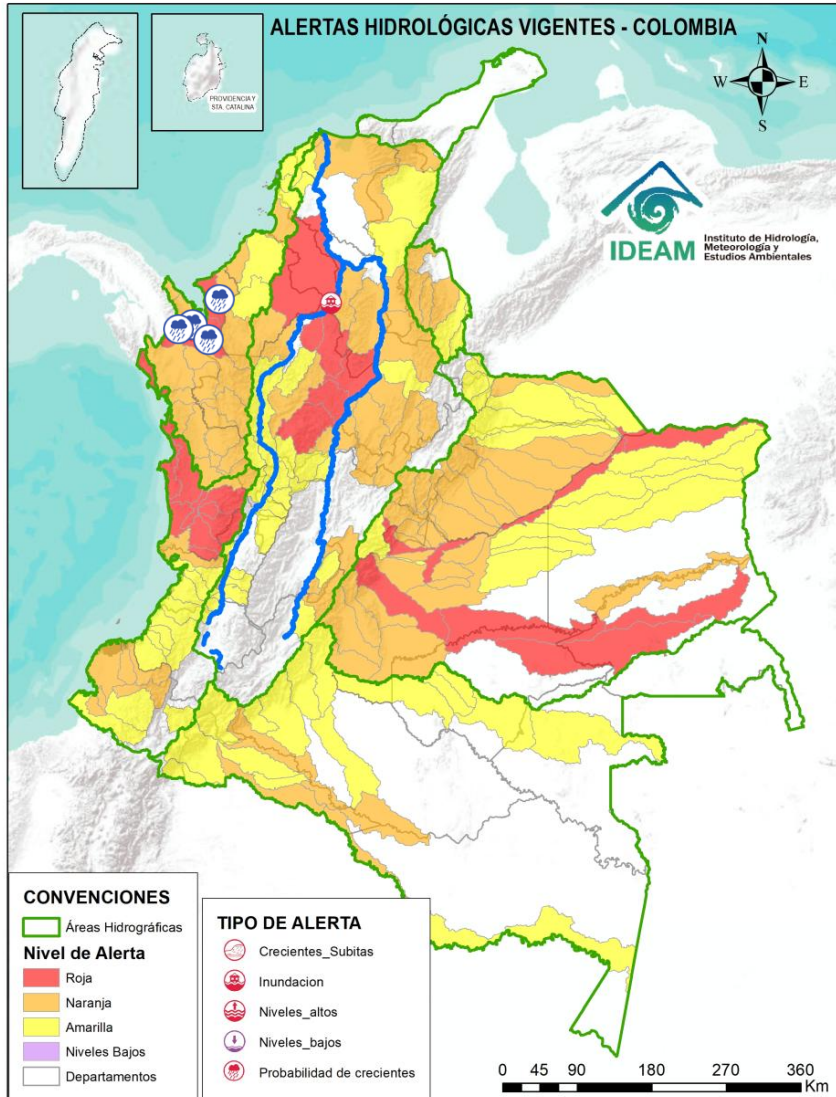 ALERTAS HIDROLÓGICAS VIGENTES - COLOMBIA
PROVIDENCIA Y
STA. CATALINA
N
W
E
S
IDEAM
Instituto de Hidrología,
Meteorología y
Estudios Ambientales
CONVENCIONES
Áreas Hidrográficas
Nivel de Alerta
Roja
Naranja
Amarilla
Niveles Bajos
Departamentos
TIPO DE ALERTA
Crecientes_Subitas
Inundacion
Niveles_altos
Niveles_bajos
Probabilidad de crecientes
0 45 90 180 270 360
Km